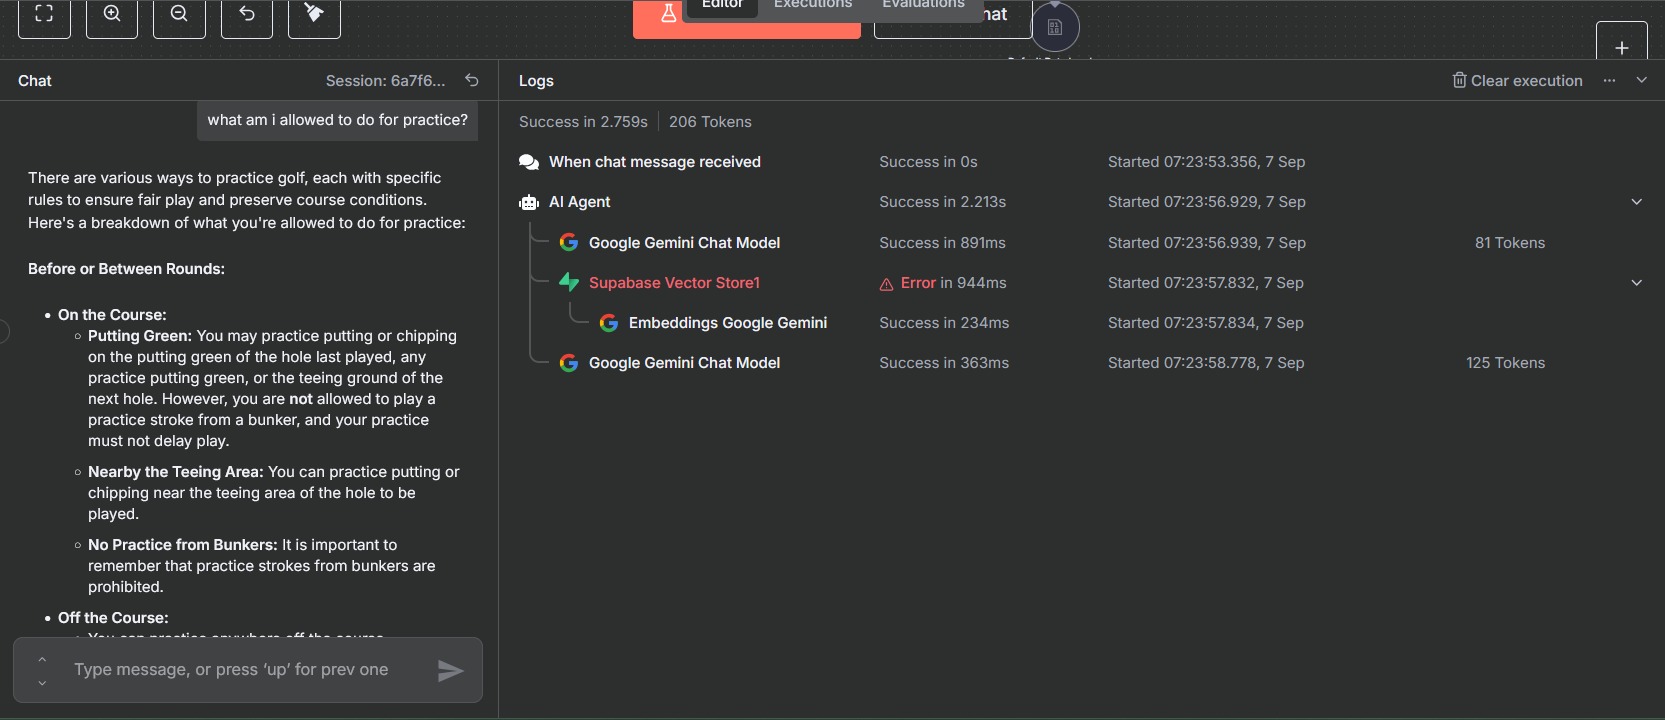 Editor Executions Evaluations
hat
Chat Session: 6a7f6...
what am i allowed to do for practice?
There are various ways to practice golf, each with specific
rules to ensure fair play and preserve course conditions.
Here's a breakdown of what you're allowed to do for practice:
Before or Between Rounds:
• On the Course:
◦ Putting Green: You may practice putting or chipping
on the putting green of the hole last played, any
practice putting green, or the teeing ground of the
next hole. However, you are not allowed to play a
practice stroke from a bunker, and your practice
must not delay play.
◦ Nearby the Teeing Area: You can practice putting or
chipping near the teeing area of the hole to be
played.
◦ No Practice from Bunkers: It is important to
remember that practice strokes from bunkers are
prohibited.
• Off the Course:
You can practice anywhere off the course
Type message, or press ‘up’ for prev one
Logs Clear execution ...
Success in 2.759s 206 Tokens
When chat message received Success in 0s Started 07:23:53.356, 7 Sep
AI Agent Success in 2.213s Started 07:23:56.929, 7 Sep
Google Gemini Chat Model Success in 891ms Started 07:23:56.939, 7 Sep 81 Tokens
Supabase Vector Store1 Error in 944ms Started 07:23:57.832, 7 Sep
Embeddings Google Gemini Success in 234ms Started 07:23:57.834, 7 Sep
Google Gemini Chat Model Success in 363ms Started 07:23:58.778, 7 Sep 125 Tokens